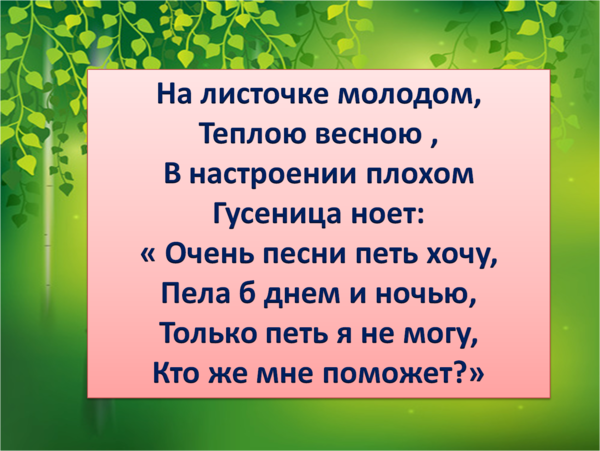 На листочке молодом,
Теплою весною ,
В настроении плохом
Гусеница ноет:
« Очень песни петь хочу,
Пела б днем и ночью,
Только петь я не могу,
Кто же мне поможет?»